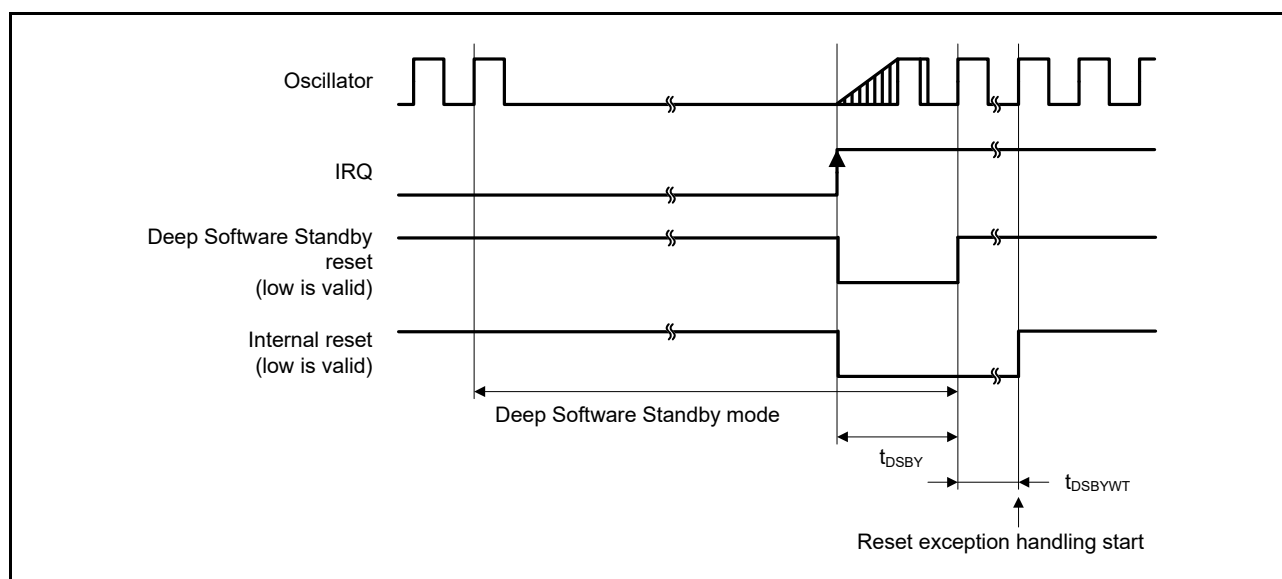 Oscillator
IRQ
Deep Software Standby
reset
(low is valid)
Internal reset
(low is valid)
Deep Software Standby mode
tDSBY
tDSBYWT
Reset exception handling start